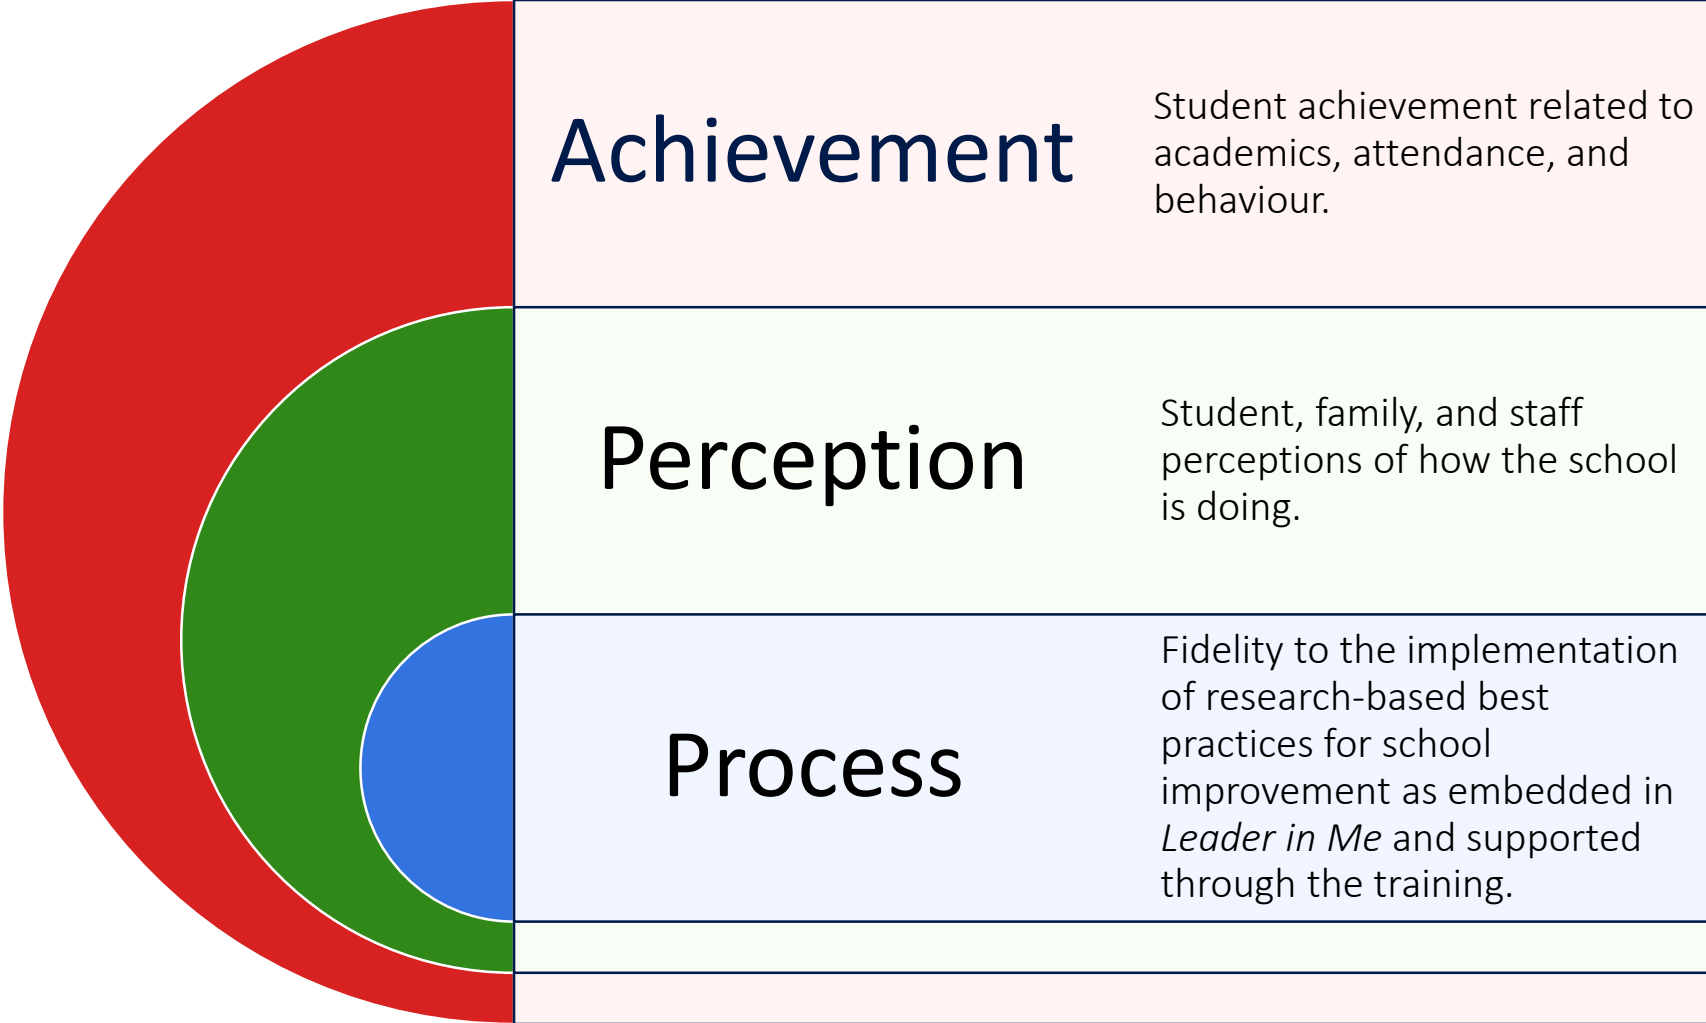 Achievement
Student achievement related to
academics, attendance, and
behaviour.
Perception
Student, family, and staff
perceptions of how the school
is doing.
Process
Fidelity to the implementation
of research-based best
practices for school
improvement as embedded in
Leader in Me and supported
through the training.